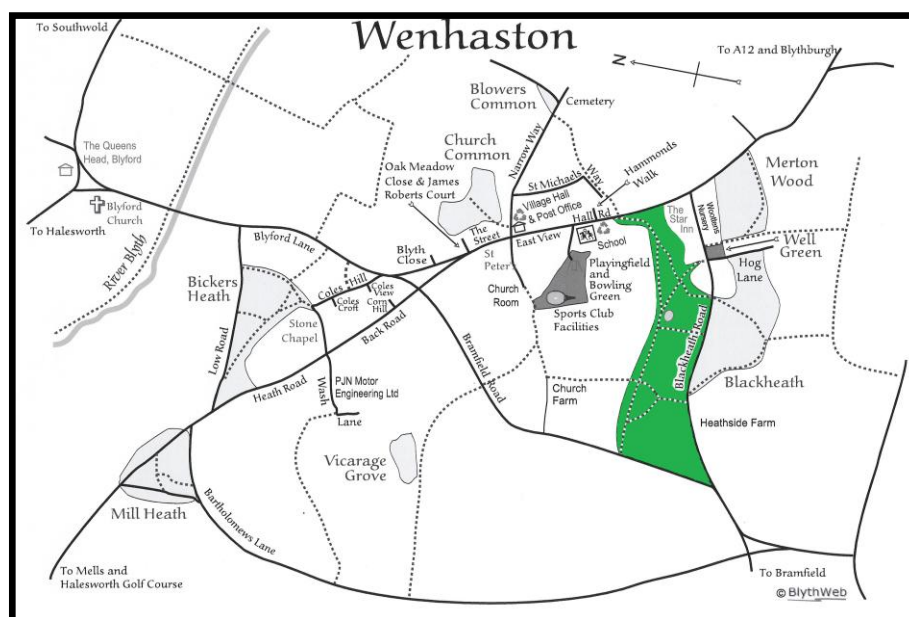 Wenhaston
To Southwold
To A12 and Blythburgh
N
Blowers
Common
Cemetery
The Queens
Head, Blyford
Church
Common
Narrow Way
Hammonds
Walk
Oak Meadow
Close & James
Roberts Court
St Michaels
Way
Merton
Wood
Blyford
Church
Village Hall
& Post Office
Hall Rd
The
Star
Inn
Woottens
Nursery
To Halesworth
River Blyth
Blyford Lane
The Street
East View
School
Well
Green
Blyth
Close
St
Peter's
Hog
Lane
Bickers
Heath
Coles Hill
Coles
View
Coles
Croft
Corn
Hill
Church
Room
Playingfield
and
Bowling
Green
Sports Club
Facilities
Stone
Chapel
Back Road
Low Road
Blackheath Road
Heath Road
Bramfield Road
PJN Motor
Engineering Ltd
Wash
Lane
Church
Farm
Blackheath
Heathside Farm
Vicarage
Grove
Mill Heath
Bartholomews Lane
To Mells and
Halesworth Golf Course
To Bramfield
© BlythWeb